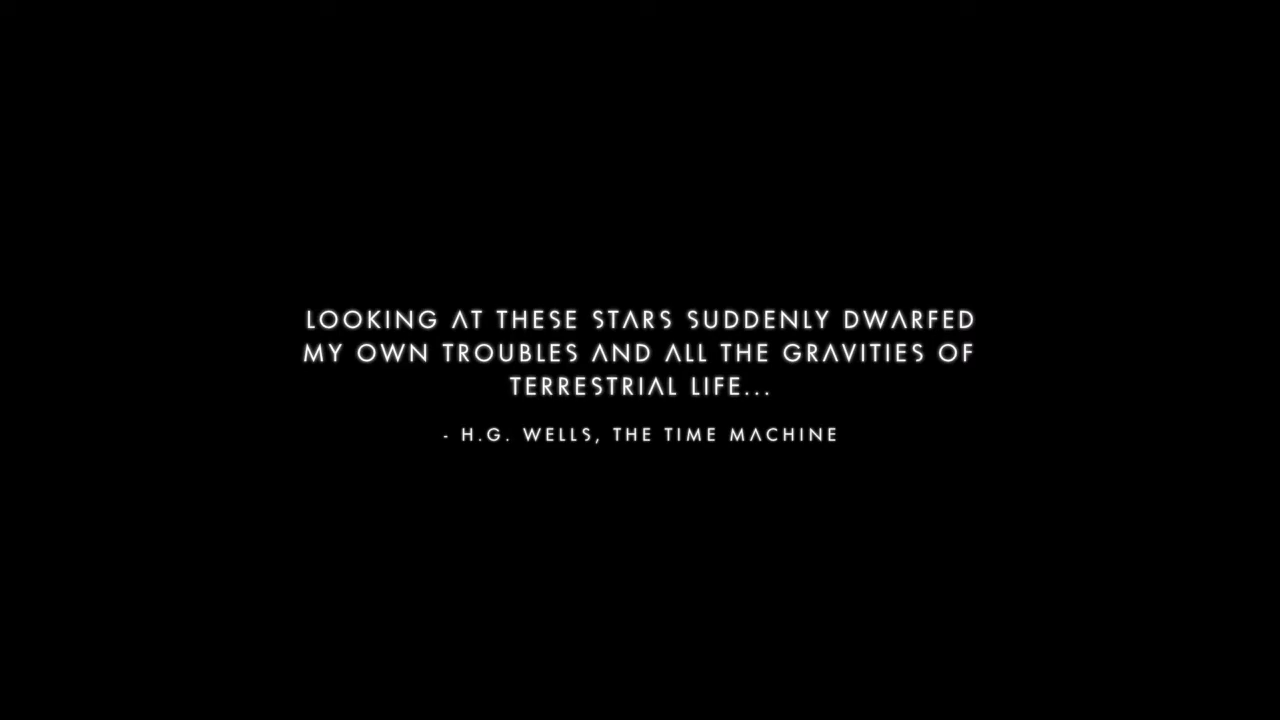 LOOKING AT THESE STARS SUDDENLY DWARFED
MY OWN TROUBLES AND ALL THE GRAVITIES OF
TERRESTRIAL LIFE...
- H.G. WELLS, THE TIME MACHINE